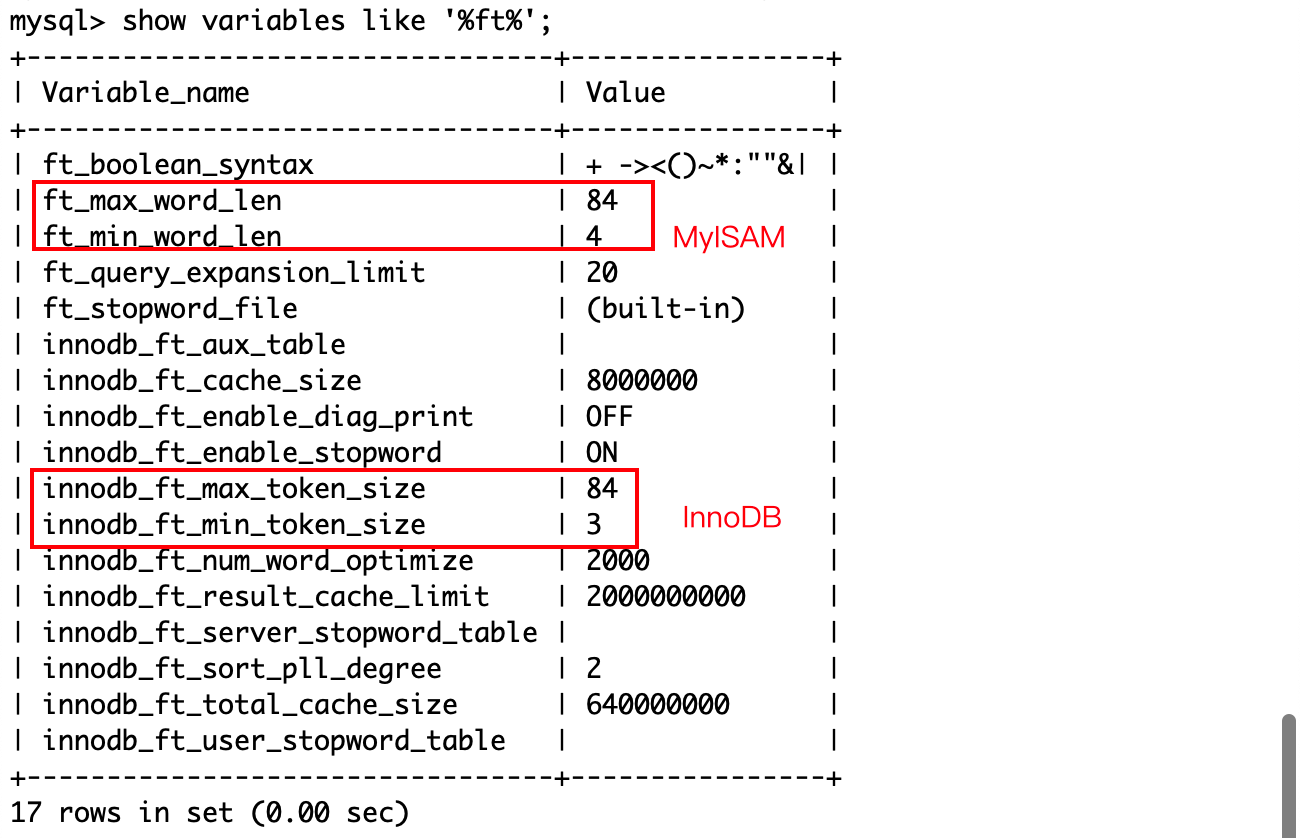 mysql> show variables like '%ft%';
+---------------------------------+----------------+
| Variable_name                   | Value          |
+---------------------------------+----------------+
| ft_boolean_syntax               | + -><()~*:""&| |
| ft_max_word_len                 | 84             |
| ft_min_word_len                 | 4    MyISAM    |
| ft_query_expansion_limit        | 20             |
| ft_stopword_file                | (built-in)     |
| innodb_ft_aux_table             |                |
| innodb_ft_cache_size            | 8000000        |
| innodb_ft_enable_diag_print     | OFF            |
| innodb_ft_enable_stopword       | ON             |
| innodb_ft_max_token_size        | 84             |
| innodb_ft_min_token_size        | 3    InnoDB    |
| innodb_ft_num_word_optimize     | 2000           |
| innodb_ft_result_cache_limit    | 2000000000     |
| innodb_ft_server_stopword_table |                |
| innodb_ft_sort_pll_degree       | 2              |
| innodb_ft_total_cache_size      | 640000000      |
| innodb_ft_user_stopword_table   |                |
+---------------------------------+----------------+
17 rows in set (0.00 sec)